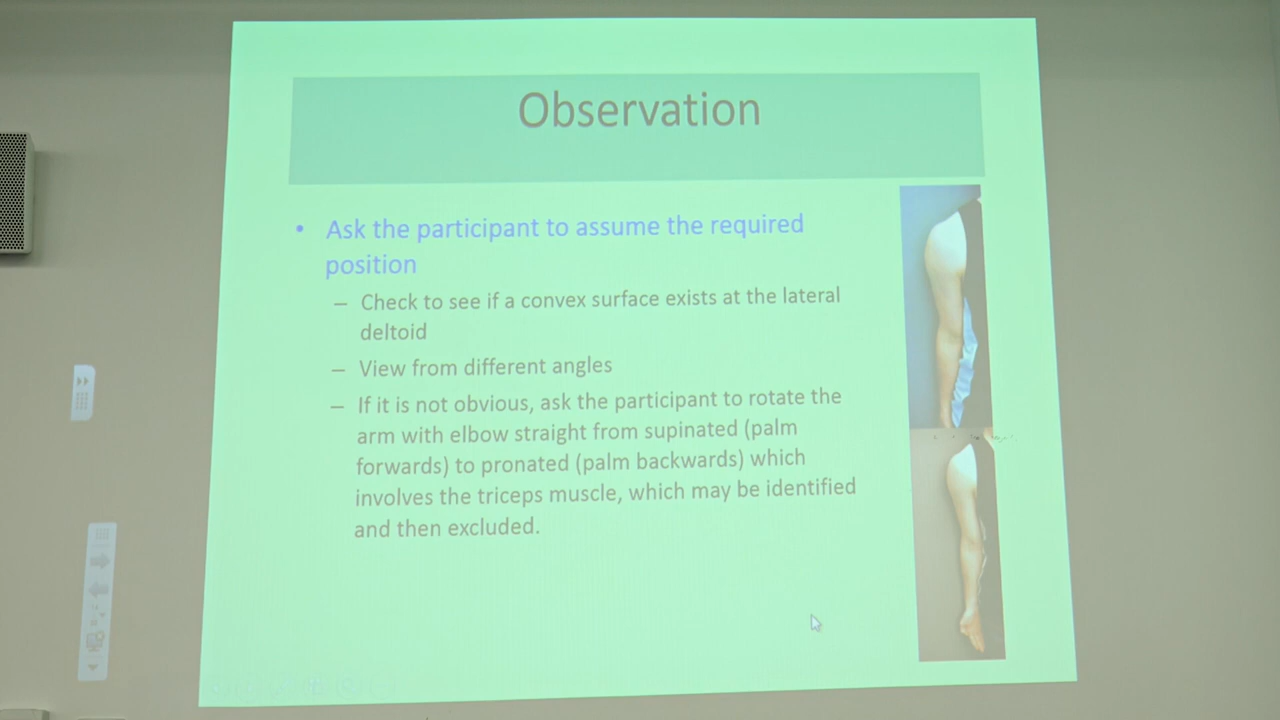 Observation
• Ask the participant to assume the required
position
– Check to see if a convex surface exists at the lateral
deltoid
– View from different angles
– If it is not obvious, ask the participant to rotate the
arm with elbow straight from supinated (palm
forwards) to pronated (palm backwards) which
involves the triceps muscle, which may be identified
and then excluded.